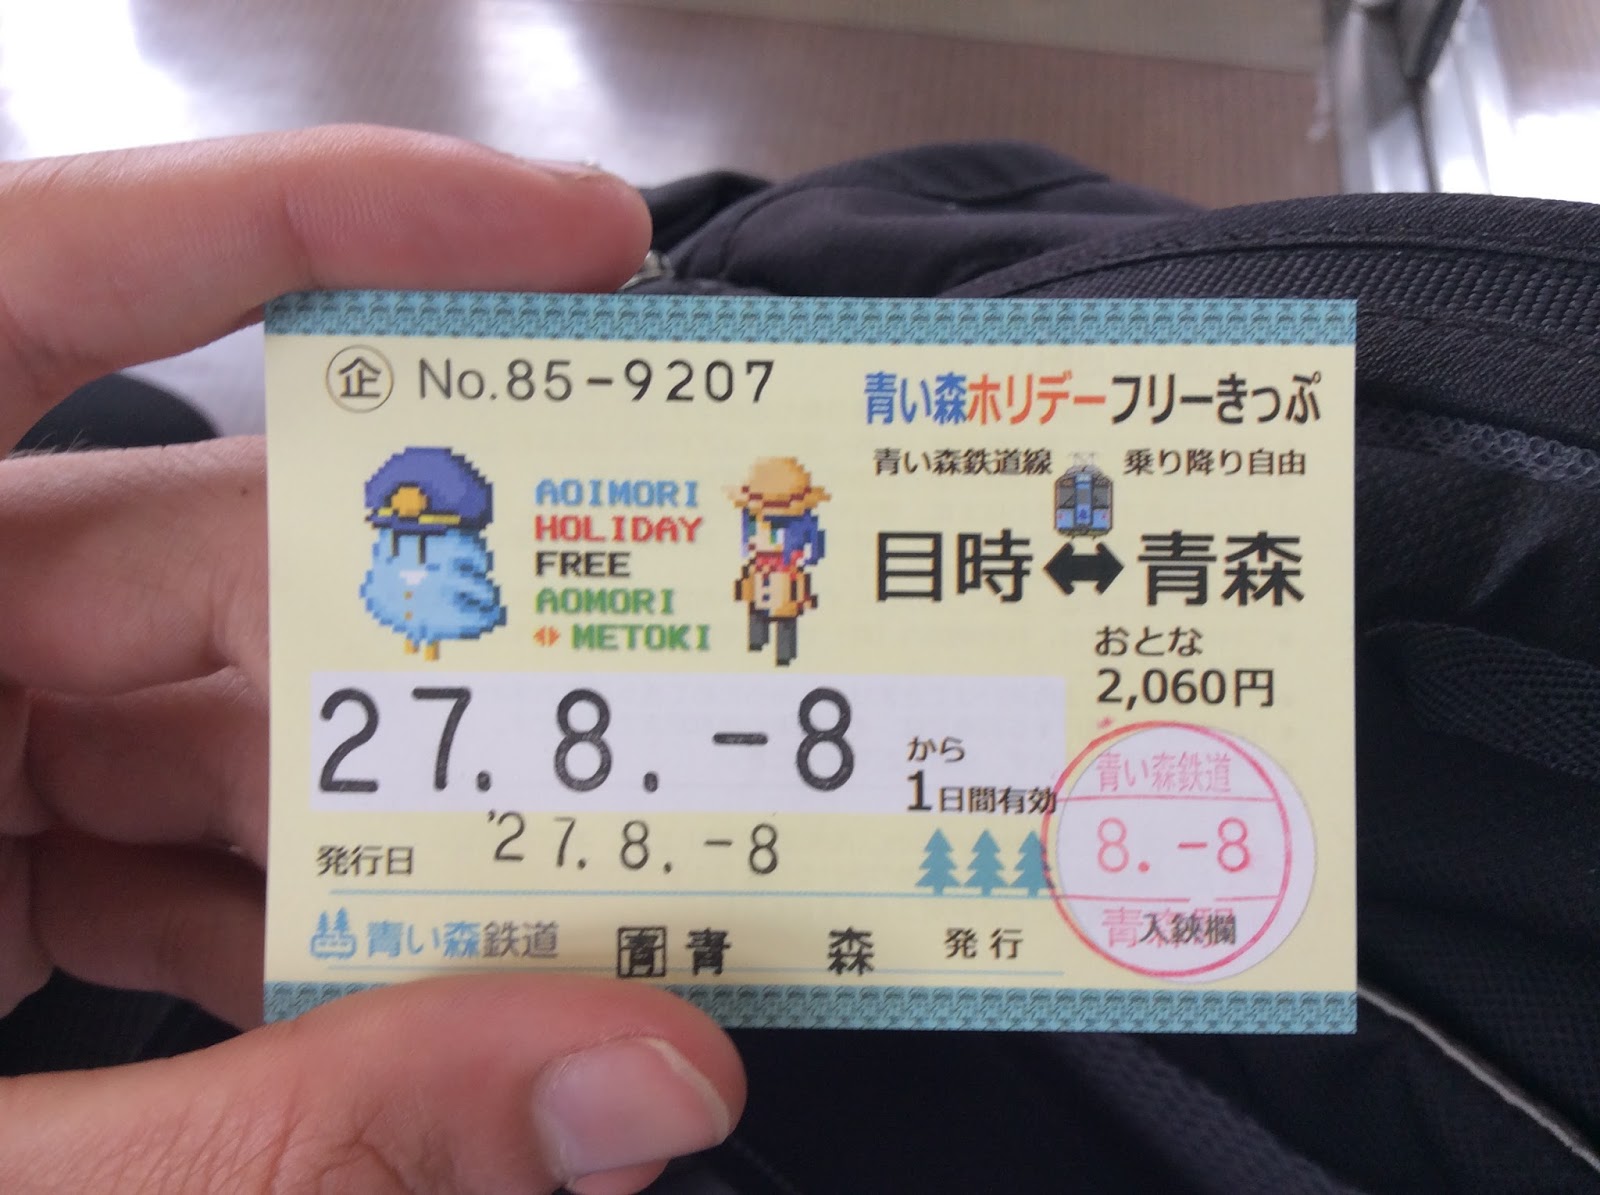 企 No.85-9207
青い森ホリデーフリーきっぷ
青い森鉄道線 乗り降り自由
目時⬌青森
AOIMORI
HOLIDAY
FREE
AOMORI
METOKI
おとな
2,060円
27. 8. -8 から
1日間有効
発行日 '27. 8. -8
青い森鉄道
8. -8
入鋏欄
青い森鉄道 青 青 森 発行